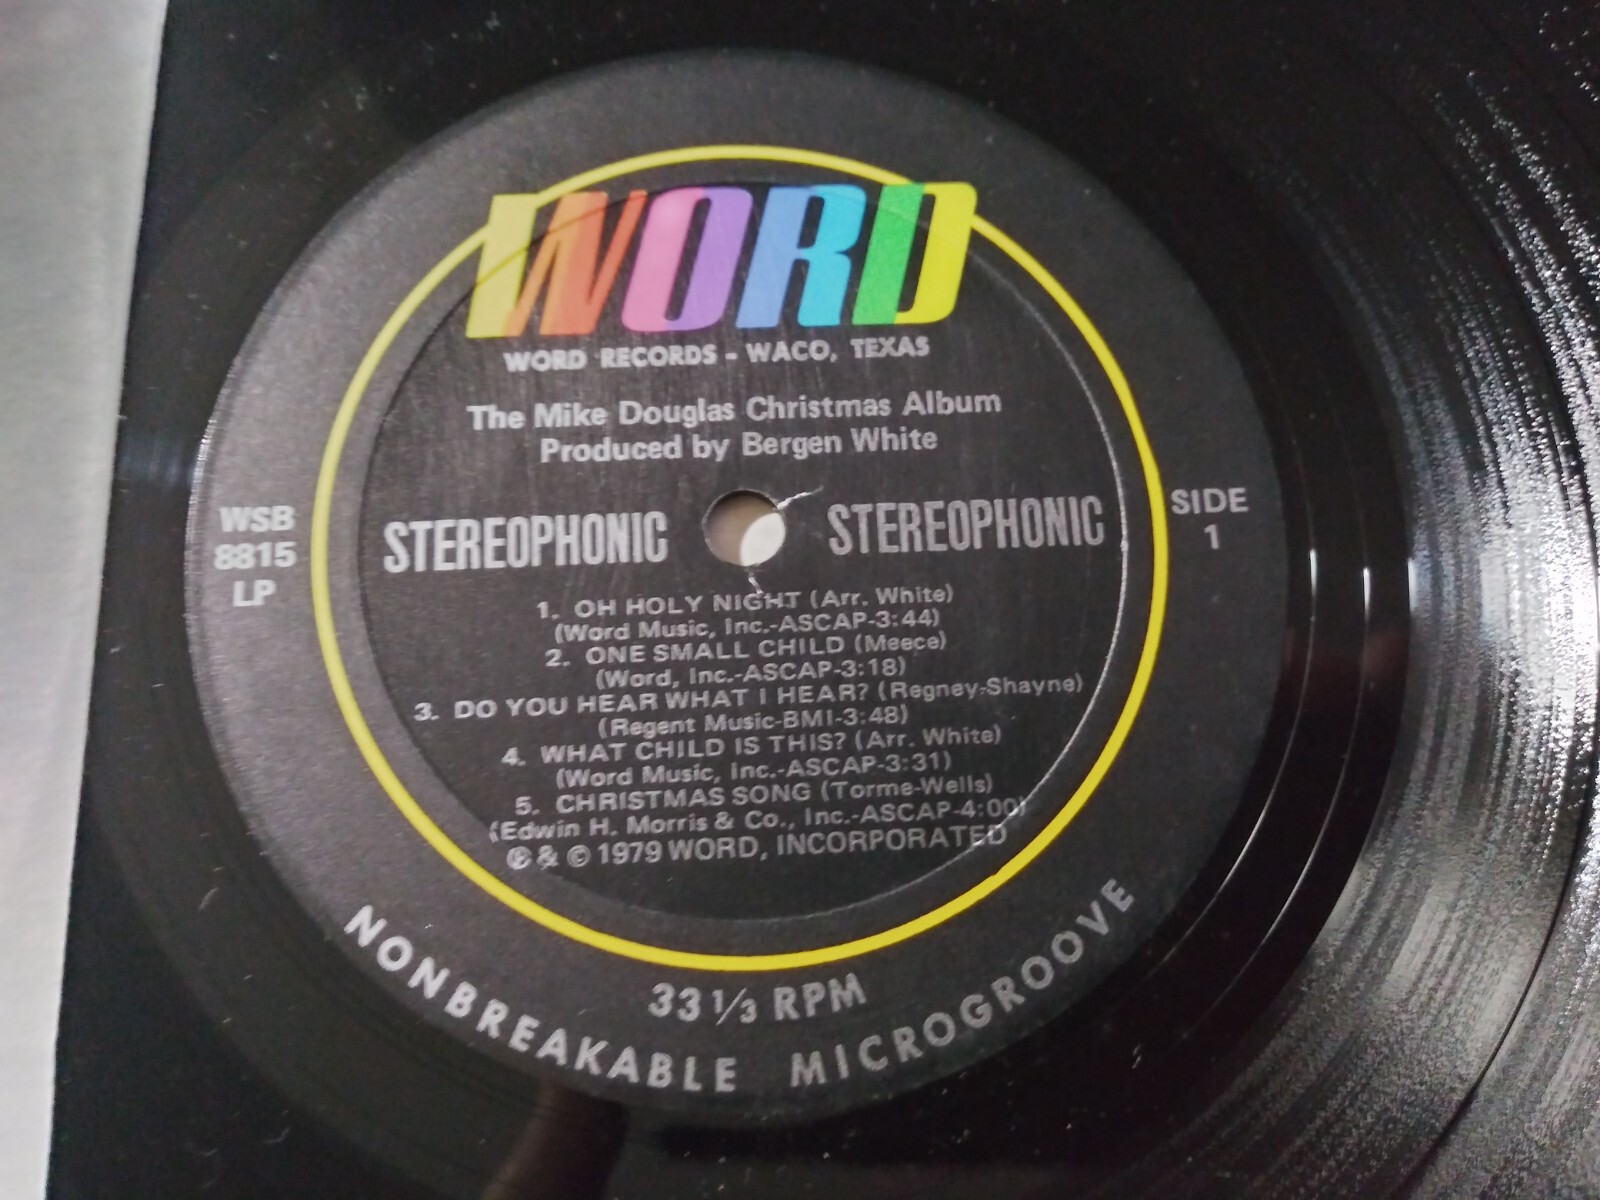 WORD
WORD RECORDS - WACO, TEXAS
The Mike Douglas Christmas Album
Produced by Bergen White
WSB
8815
LP
STEREOPHONIC STEREOPHONIC
SIDE
1
1. OH HOLY NIGHT (Arr. White)
(Word Music, Inc.-ASCAP-3:44)
2. ONE SMALL CHILD (Meece)
(Word, Inc.-ASCAP-3:18)
3. DO YOU HEAR WHAT I HEAR? (Regney-Shayne)
(Regent Music-BMI-3:48)
4. WHAT CHILD IS THIS? (Arr. White)
(Word Music, Inc.-ASCAP-3:31)
5. CHRISTMAS SONG (Torme-Wells)
(Edwin H. Morris & Co., Inc.-ASCAP-4:00)
℗ & © 1979 WORD, INCORPORATED
33 1/3 RPM
NONBREAKABLE MICROGROOVE